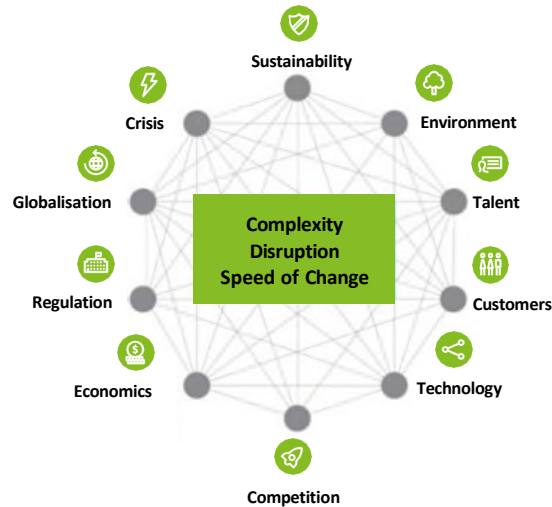 Sustainability
Crisis
Environment
Globalisation
Talent
Complexity
Disruption
Speed of Change
Regulation
Customers
Economics
Technology
Competition